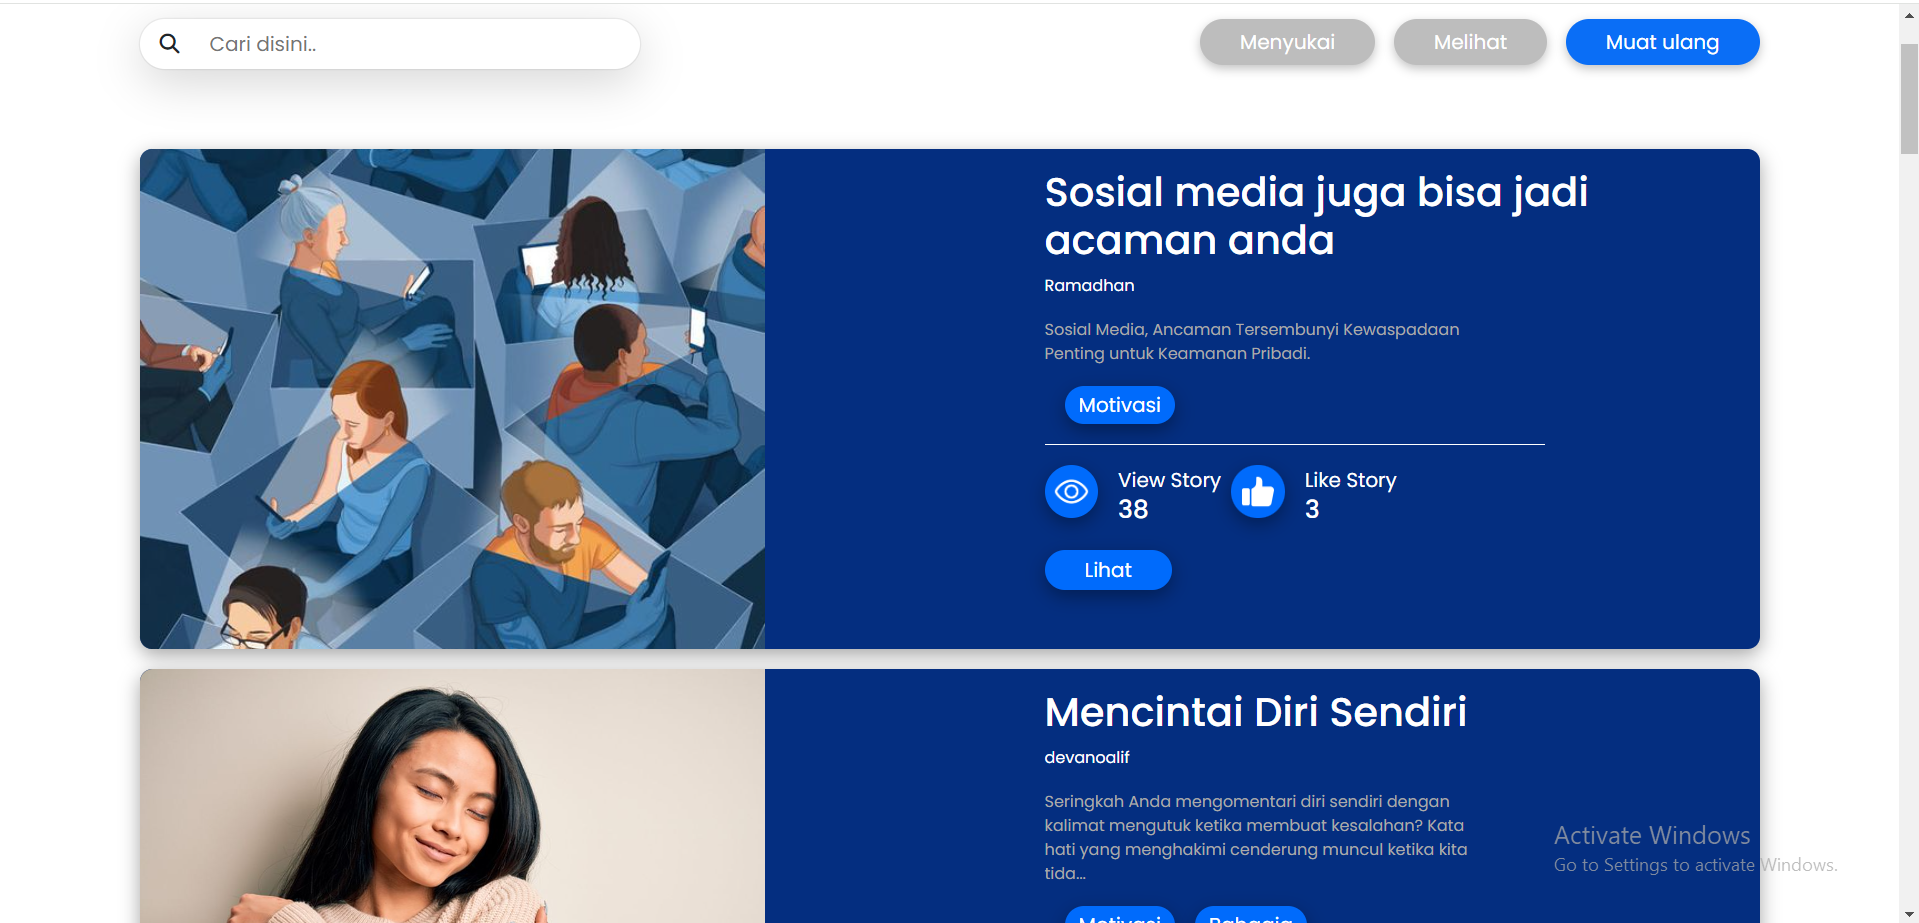 Cari disini..
Menyukai
Melihat
Muat ulang
Sosial media juga bisa jadi
acaman anda
Ramadhan
Sosial Media, Ancaman Tersembunyi Kewaspadaan
Penting untuk Keamanan Pribadi.
Motivasi
View Story
38
Like Story
3
Lihat
Mencintai Diri Sendiri
devanoalif
Seringkah Anda mengomentari diri sendiri dengan
kalimat mengutuk ketika membuat kesalahan? Kata
hati yang menghakimi cenderung muncul ketika kita
tida...
Motivasi
Bahagia
Activate Windows
Go to Settings to activate Windows.